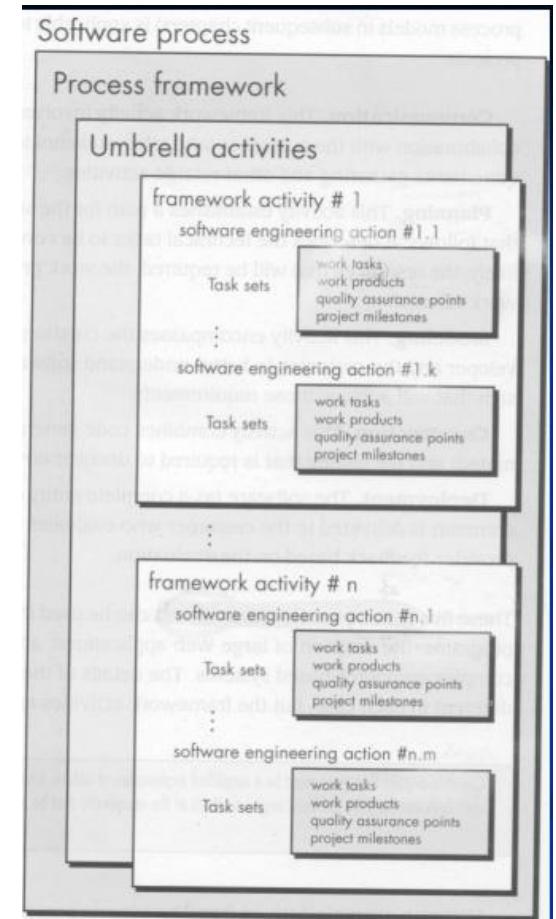 Software process
Process framework
Umbrella activities
framework activity # 1
software engineering action #1.1
Task sets
work tasks
work products
quality assurance points
project milestones
software engineering action #1.k
Task sets
work tasks
work products
quality assurance points
project milestones
framework activity # n
software engineering action #n.1
Task sets
work tasks
work products
quality assurance points
project milestones
software engineering action #n.m
Task sets
work tasks
work products
quality assurance points
project milestones